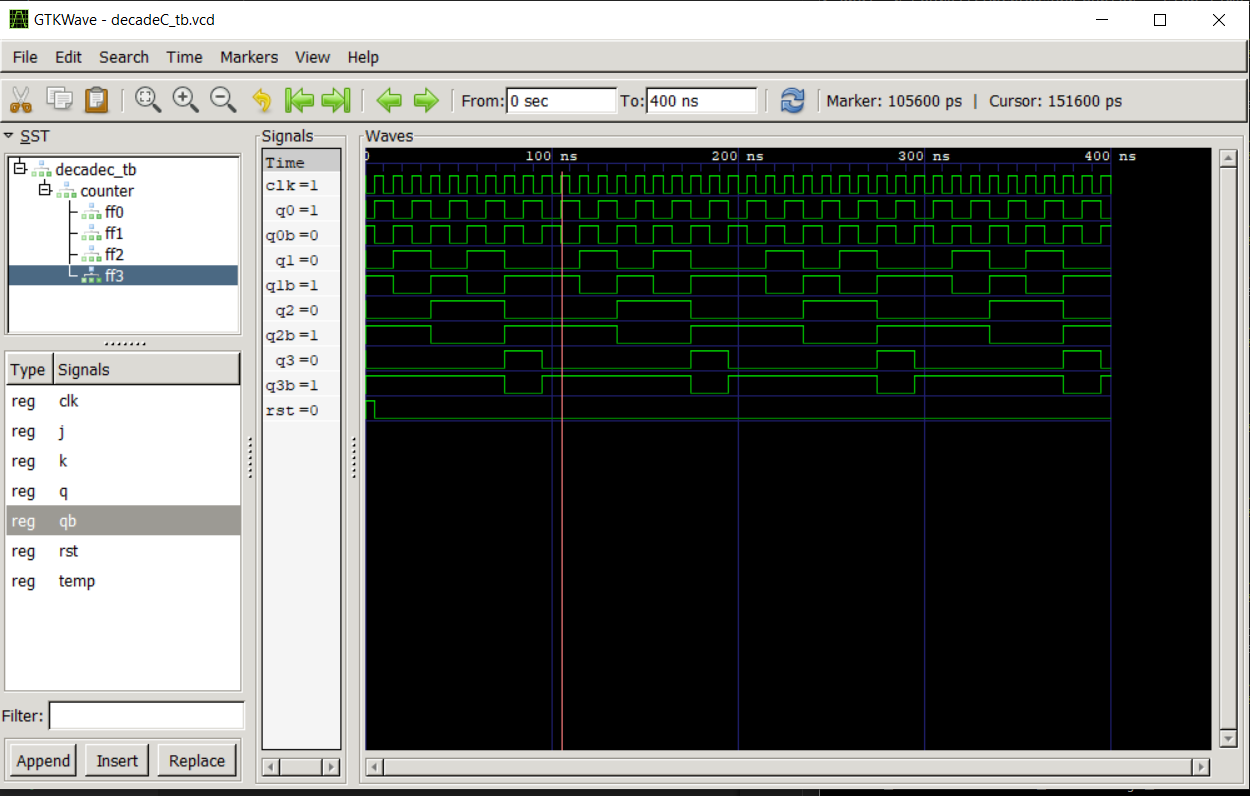 GTKWave - decadeC_tb.vcd
File Edit Search Time Markers View Help
From: 0 sec To: 400 ns Marker: 105600 ps | Cursor: 151600 ps
SST
decadec_tb
counter
ff0
ff1
ff2
ff3
Type Signals
reg clk
reg j
reg k
reg q
reg qb
reg rst
reg temp
Filter:
Append Insert Replace
Signals
Time
clk=1
q0=1
q0b=0
q1=0
q1b=1
q2=0
q2b=1
q3=0
q3b=1
rst=0
Waves
100 ns 200 ns 300 ns 400 ns